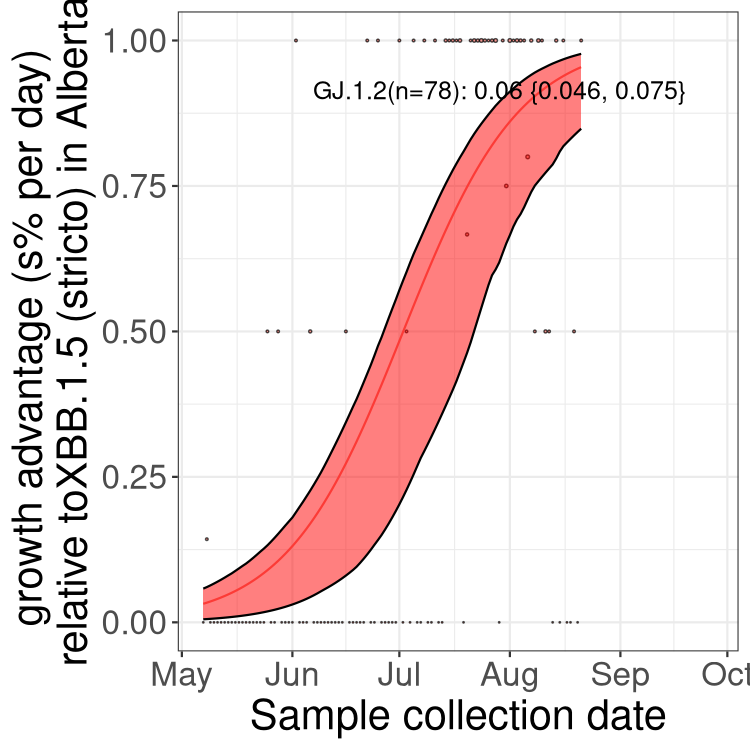 growth advantage (s% per day)
relative toXBB.1.5 (stricto) in Alberta
1.00
0.75
0.50
0.25
0.00
GJ.1.2(n=78): 0.06 {0.046, 0.075}
May Jun Jul Aug Sep Oct
Sample collection date